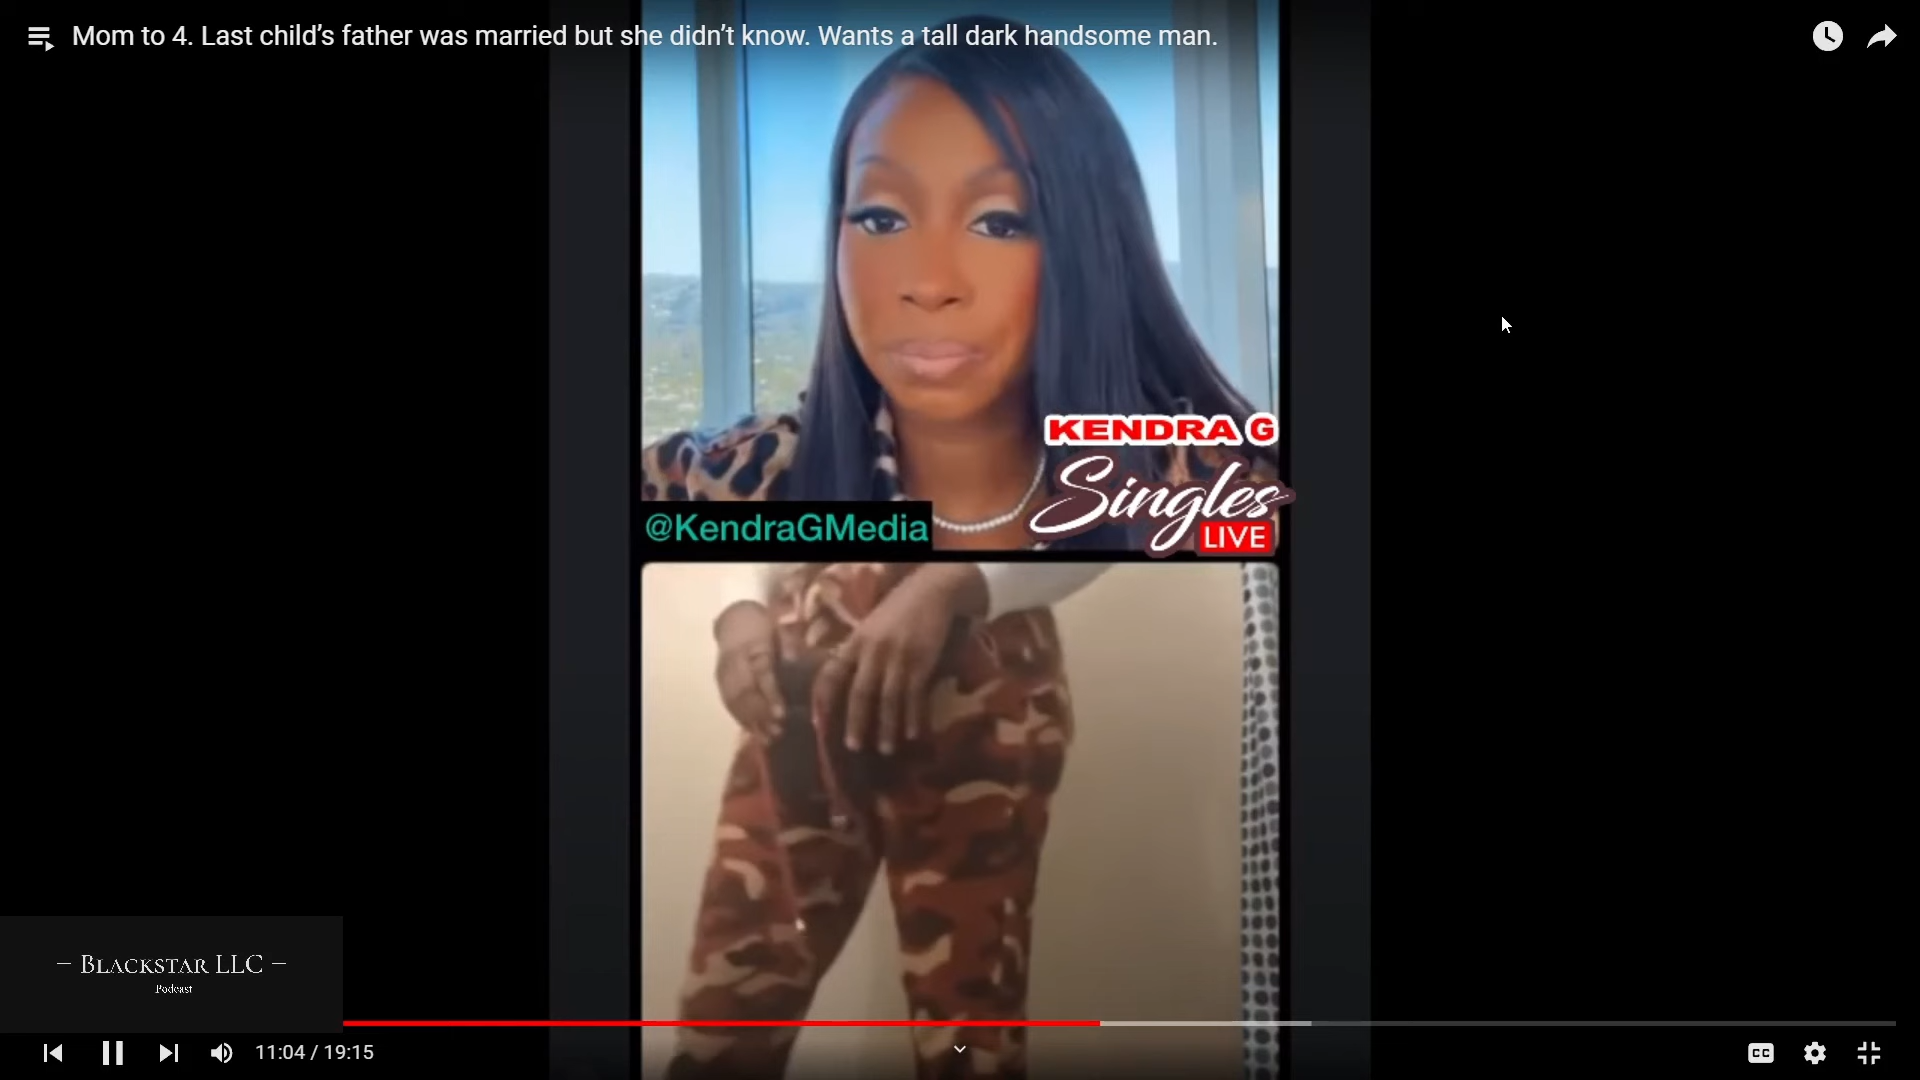 Mom to 4. Last child’s father was married but she didn’t know. Wants a tall dark handsome man.
KENDRA G
Singles
LIVE
@KendraGMedia
– BLACKSTAR LLC –
Podcast
11:04 / 19:15
CC